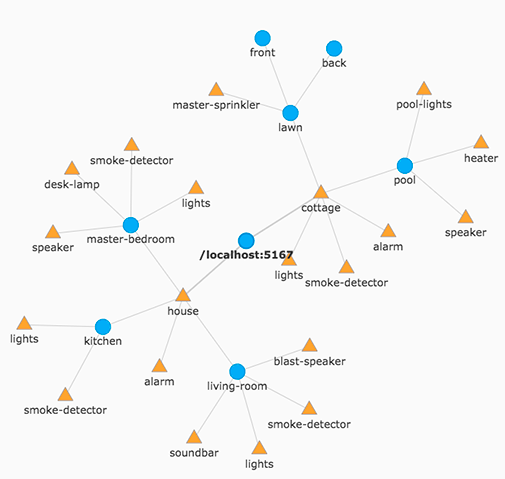 front
back
pool-lights
master-sprinkler
lawn
heater
smoke-detector
pool
desk-lamp
lights
cottage
speaker
speaker
master-bedroom
alarm
/localhost:5167
lights
smoke-detector
house
lights
kitchen
blast-speaker
alarm
living-room
smoke-detector
smoke-detector
soundbar
lights